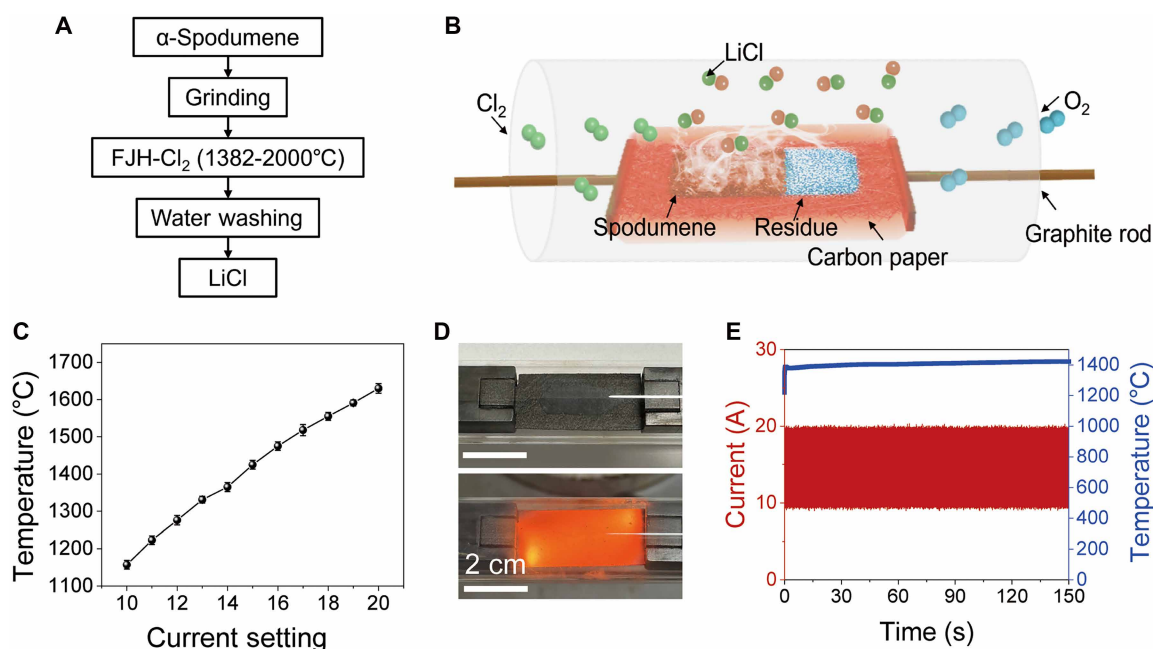 A
α-Spodumene
Grinding
FJH-Cl₂ (1382-2000°C)
Water washing
LiCl
B
LiCl
Cl₂
O₂
Spodumene
Residue
Carbon paper
Graphite rod
C
Temperature (°C)
1700
1600
1500
1400
1300
1200
1100
10 12 14 16 18 20
Current setting
D
2 cm
E
Current (A)
30
20
10
0
1400
1200
1000
800
600
400
200
0
Temperature (°C)
0 30 60 90 120 150
Time (s)